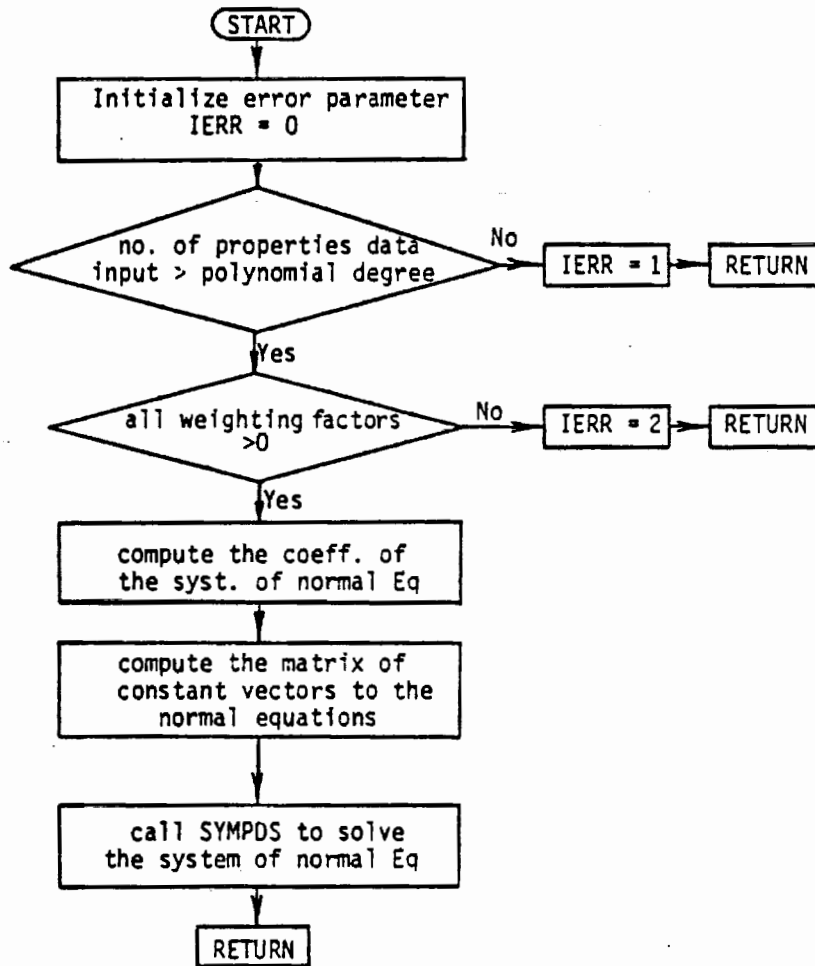 START
Initialize error parameter
IERR = 0
no. of properties data
input > polynomial degree
No
IERR = 1
RETURN
Yes
all weighting factors
>0
No
IERR = 2
RETURN
Yes
compute the coeff. of
the syst. of normal Eq
compute the matrix of
constant vectors to the
normal equations
call SYMPDS to solve
the system of normal Eq
RETURN